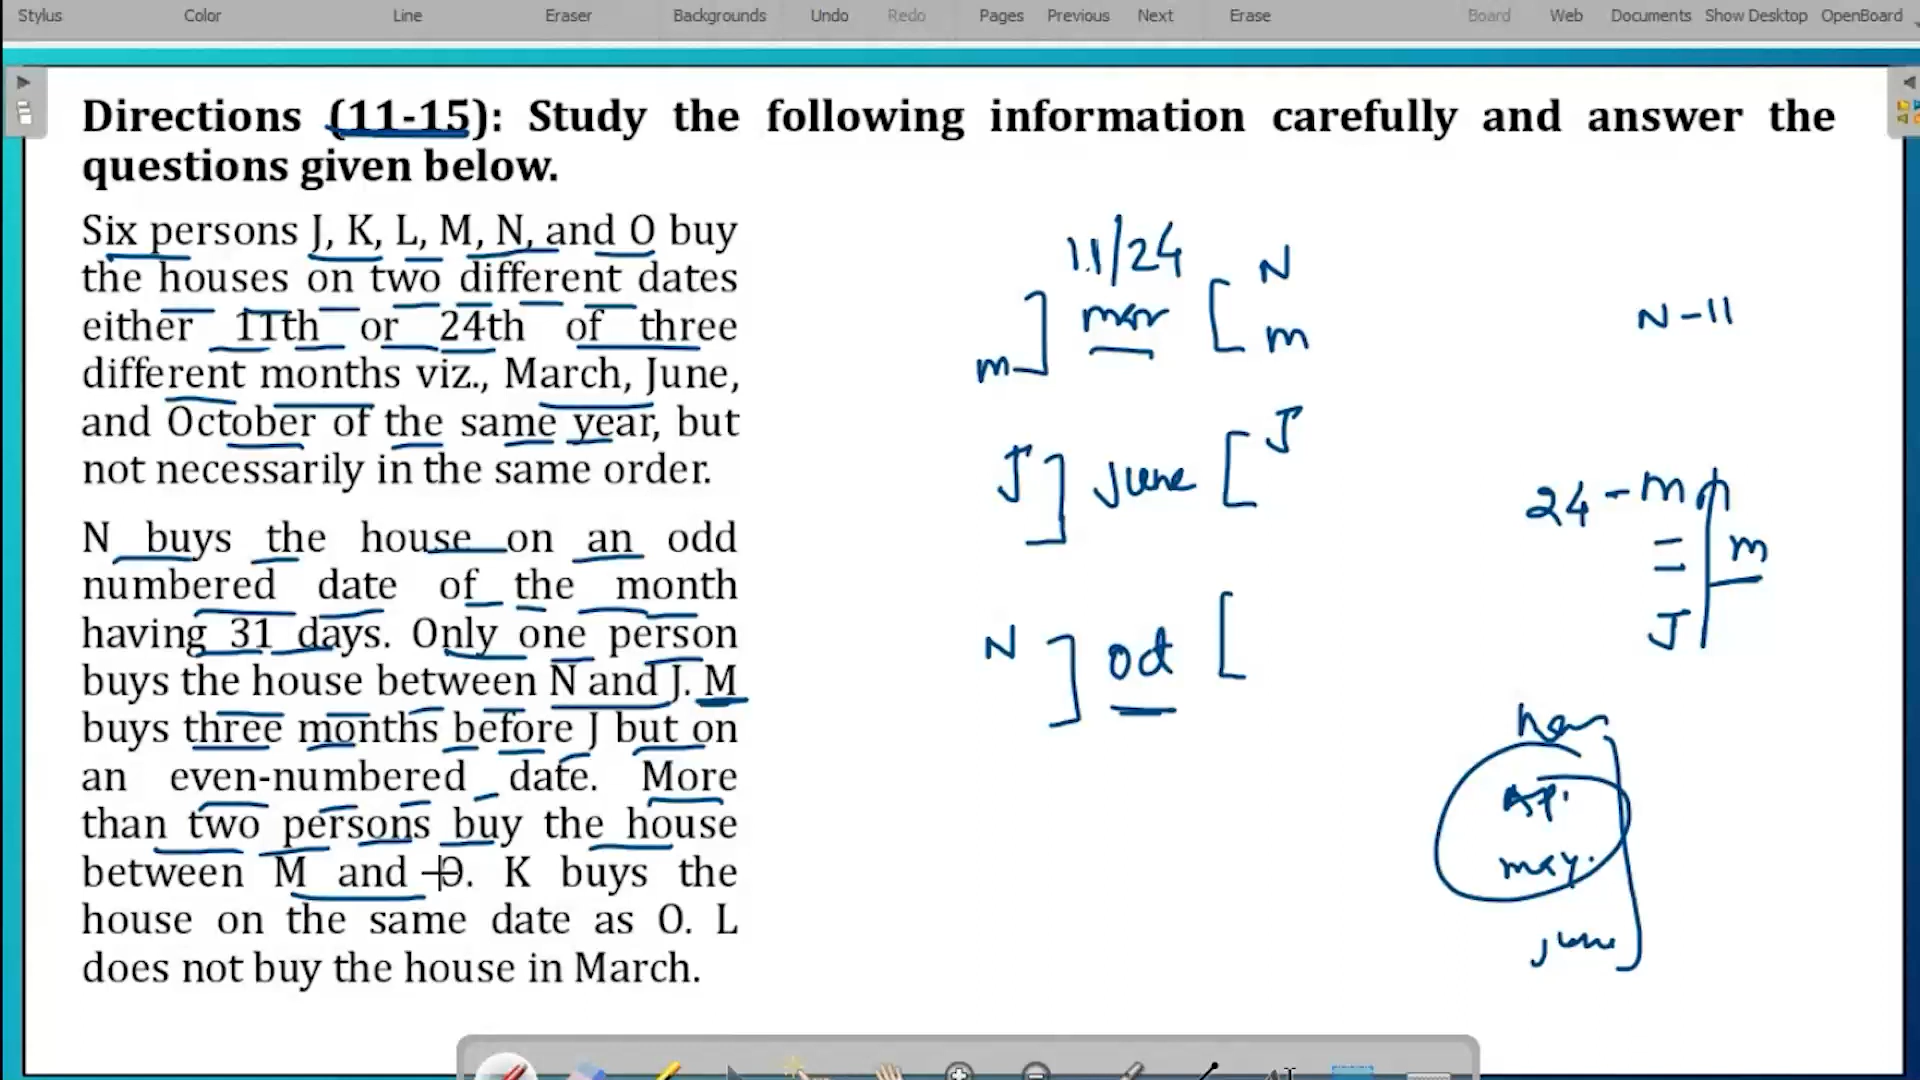 Stylus Color Line Eraser Backgrounds Undo Redo Pages Previous Next Erase Board Web Documents Show Desktop OpenBoard
Directions (11-15): Study the following information carefully and answer the
questions given below.
Six persons J, K, L, M, N, and O buy
the houses on two different dates
either 11th or 24th of three
different months viz., March, June,
and October of the same year, but
not necessarily in the same order.
N buys the house on an odd
numbered date of the month
having 31 days. Only one person
buys the house between N and J. M
buys three months before J but on
an even-numbered date. More
than two persons buy the house
between M and O. K buys the
house on the same date as O. L
does not buy the house in March.
11/24
m] mar [N
m
J] June [J
N] oct [
N-11
24 - m
m
J
Apr.
may.
June